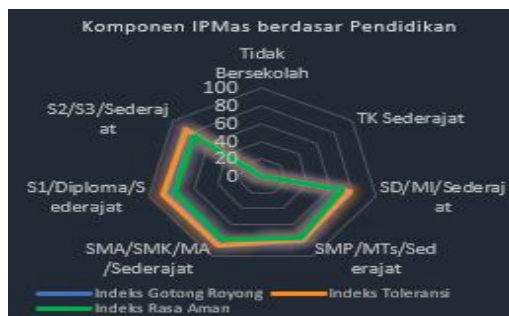 Komponen IPMas berdasar Pendidikan
Tidak
Bersekolah
100
80
60
40
20
0
TK Sederajat
SD/MI/Sederaj
at
SMP/MTs/Sed
erajat
SMA/SMK/MA
/Sederajat
S1/Diploma/S
ederajat
S2/S3/Sederaj
at
Indeks Gotong Royong
Indeks Toleransi
Indeks Rasa Aman